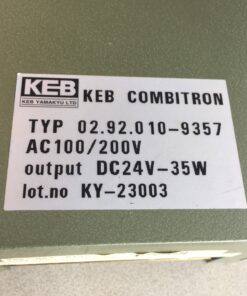 KEB
KEB YAMAKYU LTD
KEB COMBITRON
TYP 02.92.010-9357
AC100/200V
output DC24V-35W
lot.no KY-23003